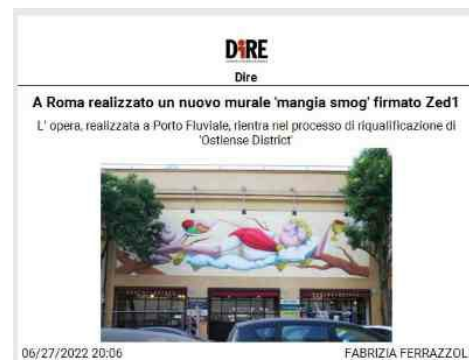 DiRE
Dire
A Roma realizzato un nuovo murale 'mangia smog' firmato Zed1
L' opera, realizzata a Porto Fluviale, rientra nel processo di riqualificazione di
'Ostiense District'
06/27/2022 20:06
FABRIZIA FERRAZZOL